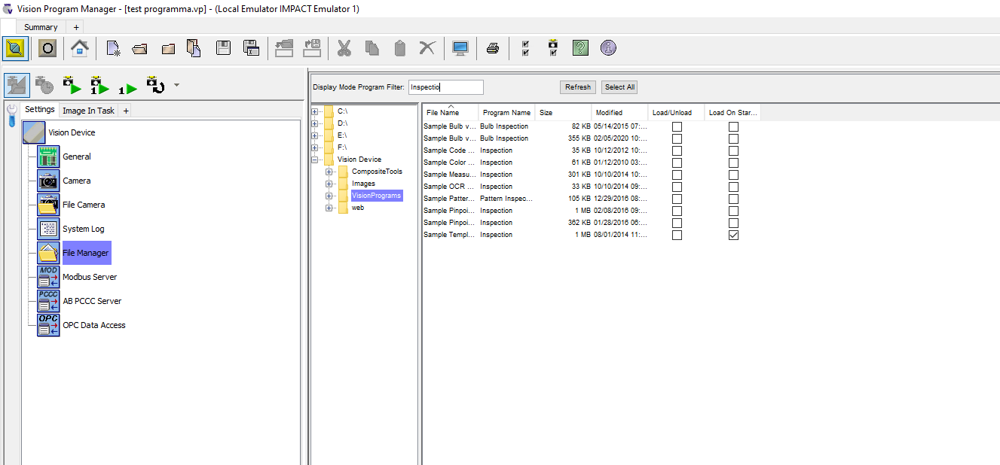 Vision Program Manager - [test programma.vp] - (Local Emulator IMPACT Emulator 1)
Summary +
Display Mode Program Filter: Inspectio Refresh Select All
Settings Image In Task +
Vision Device
General
Camera
File Camera
System Log
File Manager
MOD Modbus Server
PCCC AB PCCC Server
OPC OPC Data Access
C:\
D:\
E:\
F:\
Vision Device
CompositeTools
Images
VisionPrograms
web
File Name Program Name Size Modified Load/Unload Load On Star...
Sample Bulb v... Bulb Inspection 82 KB 05/14/2015 07:...
Sample Bulb v... Bulb Inspection 355 KB 02/05/2020 10:...
Sample Code ... Inspection 35 KB 10/12/2012 10:...
Sample Color ... Inspection 61 KB 01/12/2010 03:...
Sample Measu... Inspection 301 KB 10/10/2014 10:...
Sample OCR ... Inspection 33 KB 10/10/2014 09:...
Sample Patter... Pattern Inspec... 105 KB 12/29/2016 08:...
Sample Pinpoi... Inspection 1 MB 02/08/2016 09:...
Sample Pinpoi... Inspection 362 KB 01/28/2016 06:...
Sample Templ... Inspection 1 MB 08/01/2014 11:...